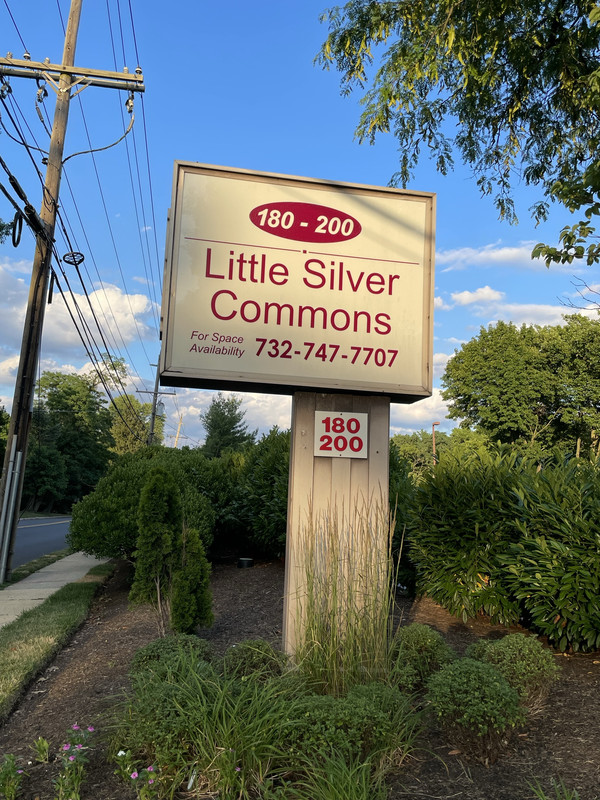 180 - 200
Little Silver
Commons
For Space
Availability 732-747-7707
180
200